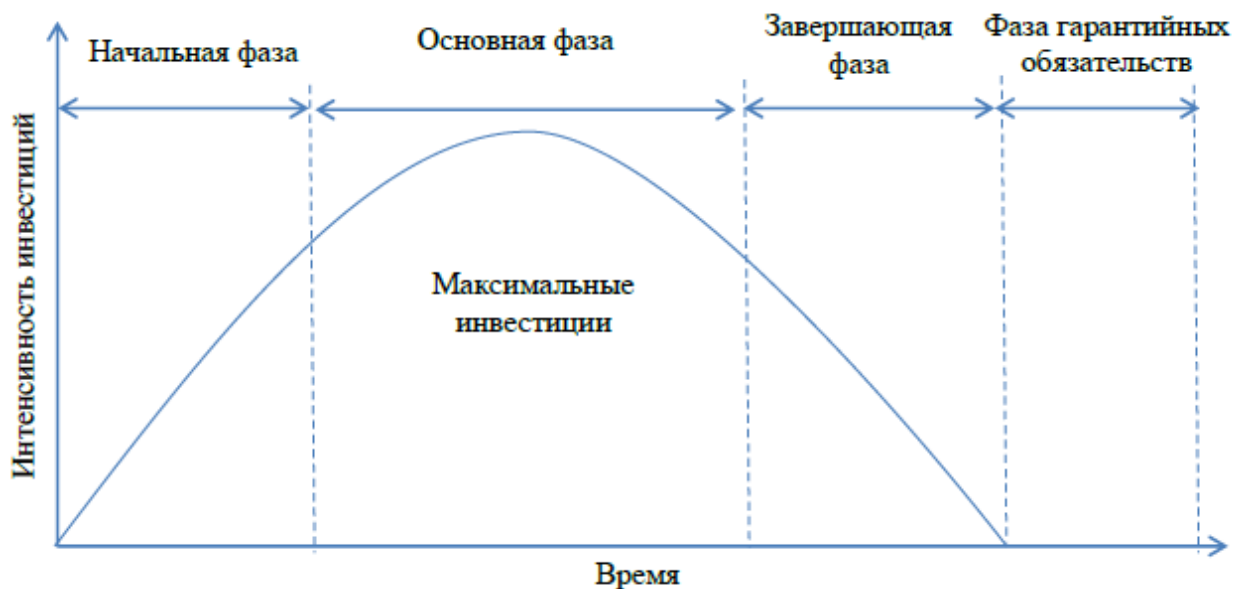 Начальная фаза
Основная фаза
Завершающая
фаза
Фаза гарантийных
обязательств
Интенсивность инвестиций
Максимальные
инвестиции
Время